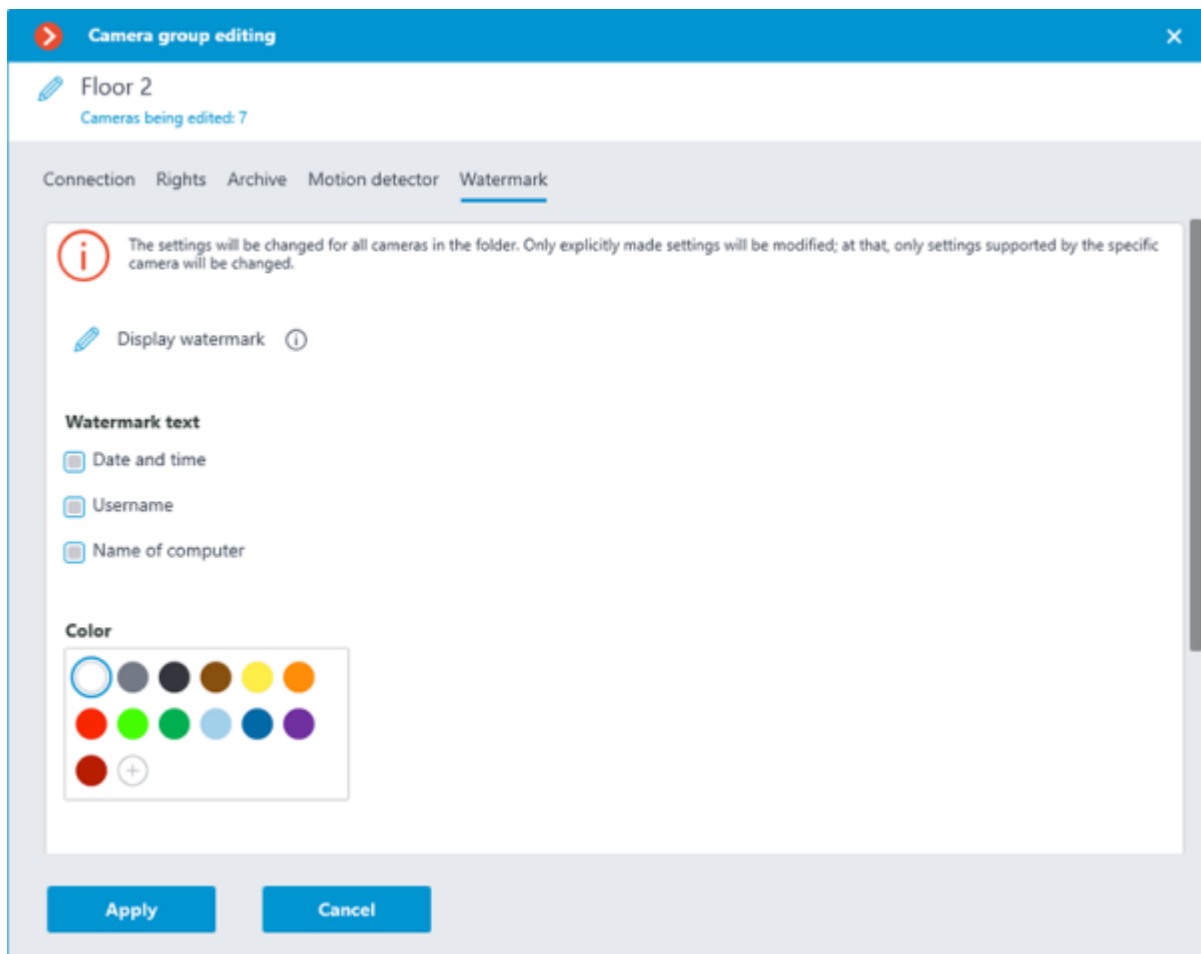 Camera group editing
Floor 2
Cameras being edited: 7
Connection Rights Archive Motion detector Watermark
The settings will be changed for all cameras in the folder. Only explicitly made settings will be modified; at that, only settings supported by the specific
camera will be changed.
Display watermark
Watermark text
Date and time
Username
Name of computer
Color
Apply Cancel